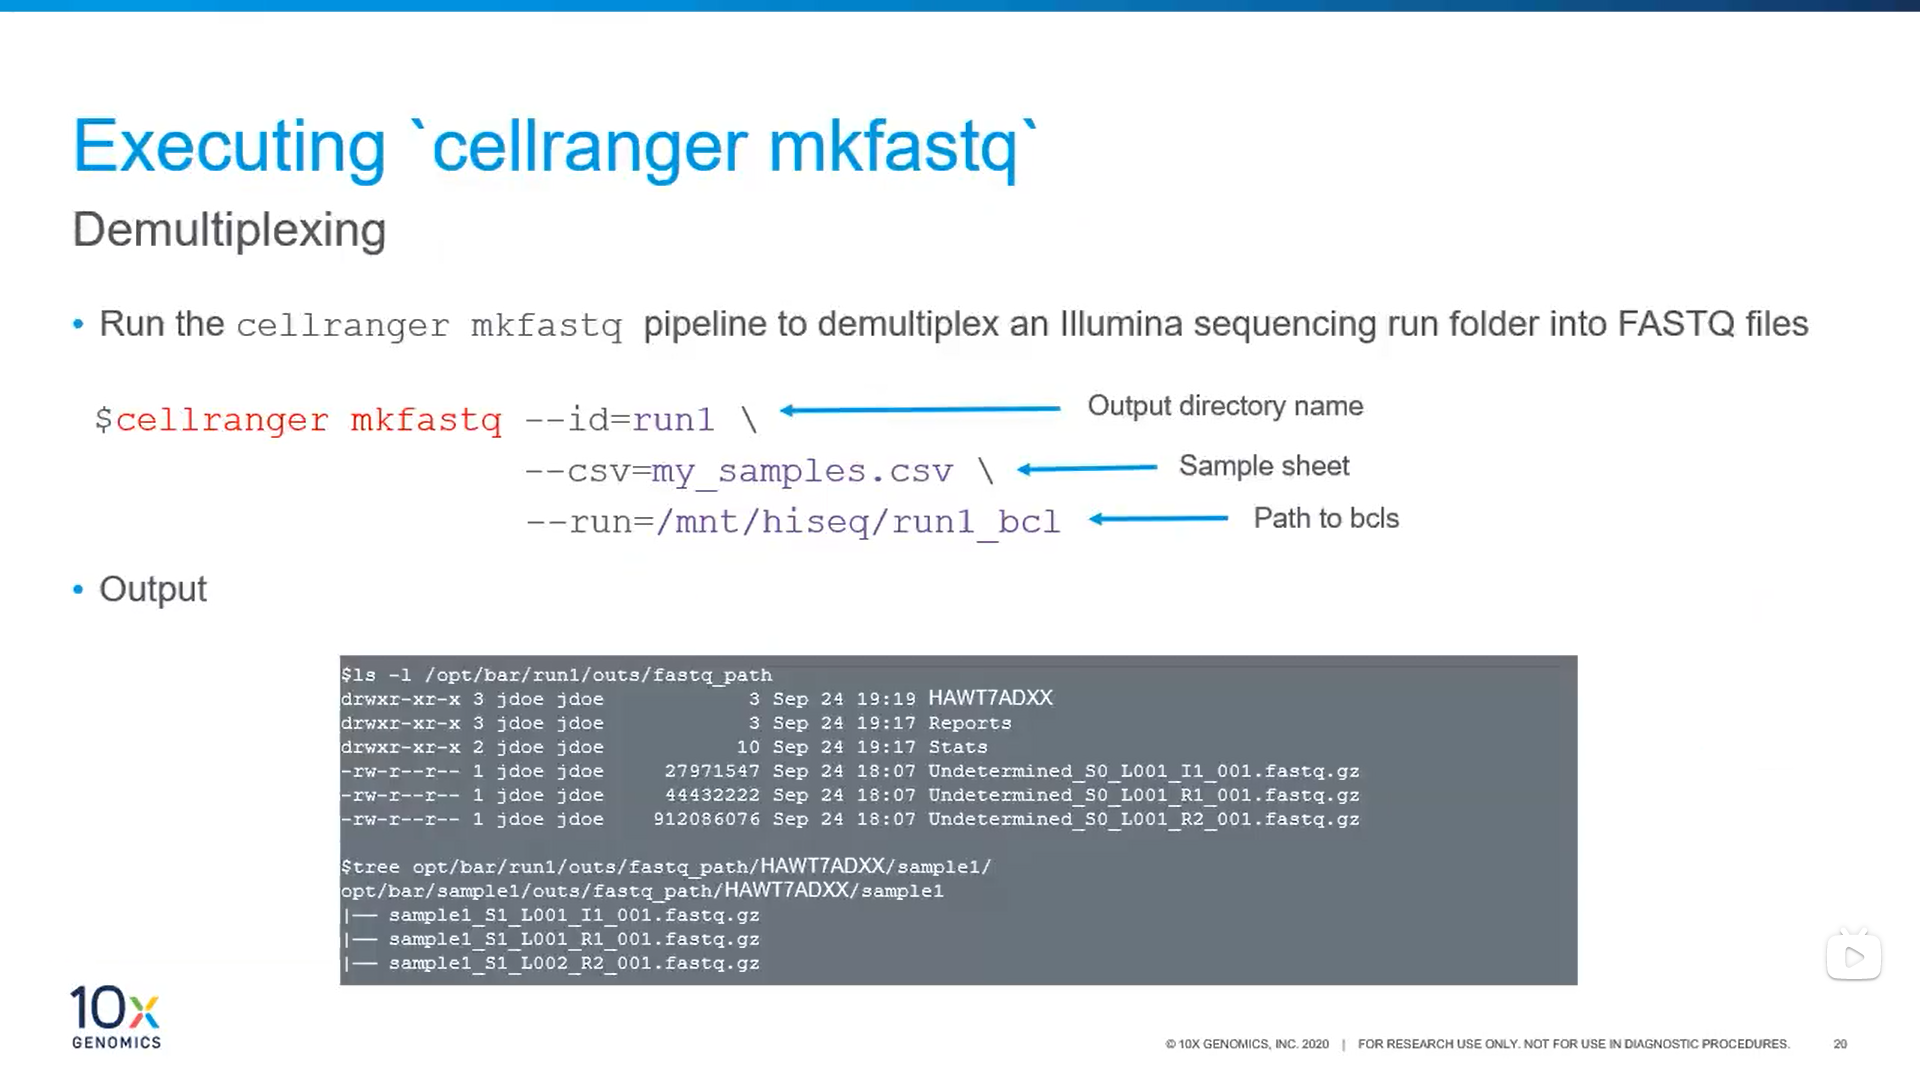 Executing `cellranger mkfastq`
Demultiplexing
• Run the cellranger mkfastq pipeline to demultiplex an Illumina sequencing run folder into FASTQ files
$cellranger mkfastq --id=run1 \ Output directory name
--csv=my_samples.csv \ Sample sheet
--run=/mnt/hiseq/run1_bcl Path to bcls
• Output
$ls -l /opt/bar/run1/outs/fastq_path
drwxr-xr-x 3 jdoe jdoe 3 Sep 24 19:19 HAWT7ADXX
drwxr-xr-x 3 jdoe jdoe 3 Sep 24 19:17 Reports
drwxr-xr-x 2 jdoe jdoe 10 Sep 24 19:17 Stats
-rw-r--r-- 1 jdoe jdoe 27971547 Sep 24 18:07 Undetermined_S0_L001_I1_001.fastq.gz
-rw-r--r-- 1 jdoe jdoe 44432222 Sep 24 18:07 Undetermined_S0_L001_R1_001.fastq.gz
-rw-r--r-- 1 jdoe jdoe 912086076 Sep 24 18:07 Undetermined_S0_L001_R2_001.fastq.gz
$tree opt/bar/run1/outs/fastq_path/HAWT7ADXX/sample1/
opt/bar/sample1/outs/fastq_path/HAWT7ADXX/sample1
|── sample1_S1_L001_I1_001.fastq.gz
|── sample1_S1_L001_R1_001.fastq.gz
|── sample1_S1_L002_R2_001.fastq.gz
10x
GENOMICS
© 10X GENOMICS, INC. 2020 | FOR RESEARCH USE ONLY. NOT FOR USE IN DIAGNOSTIC PROCEDURES. 20